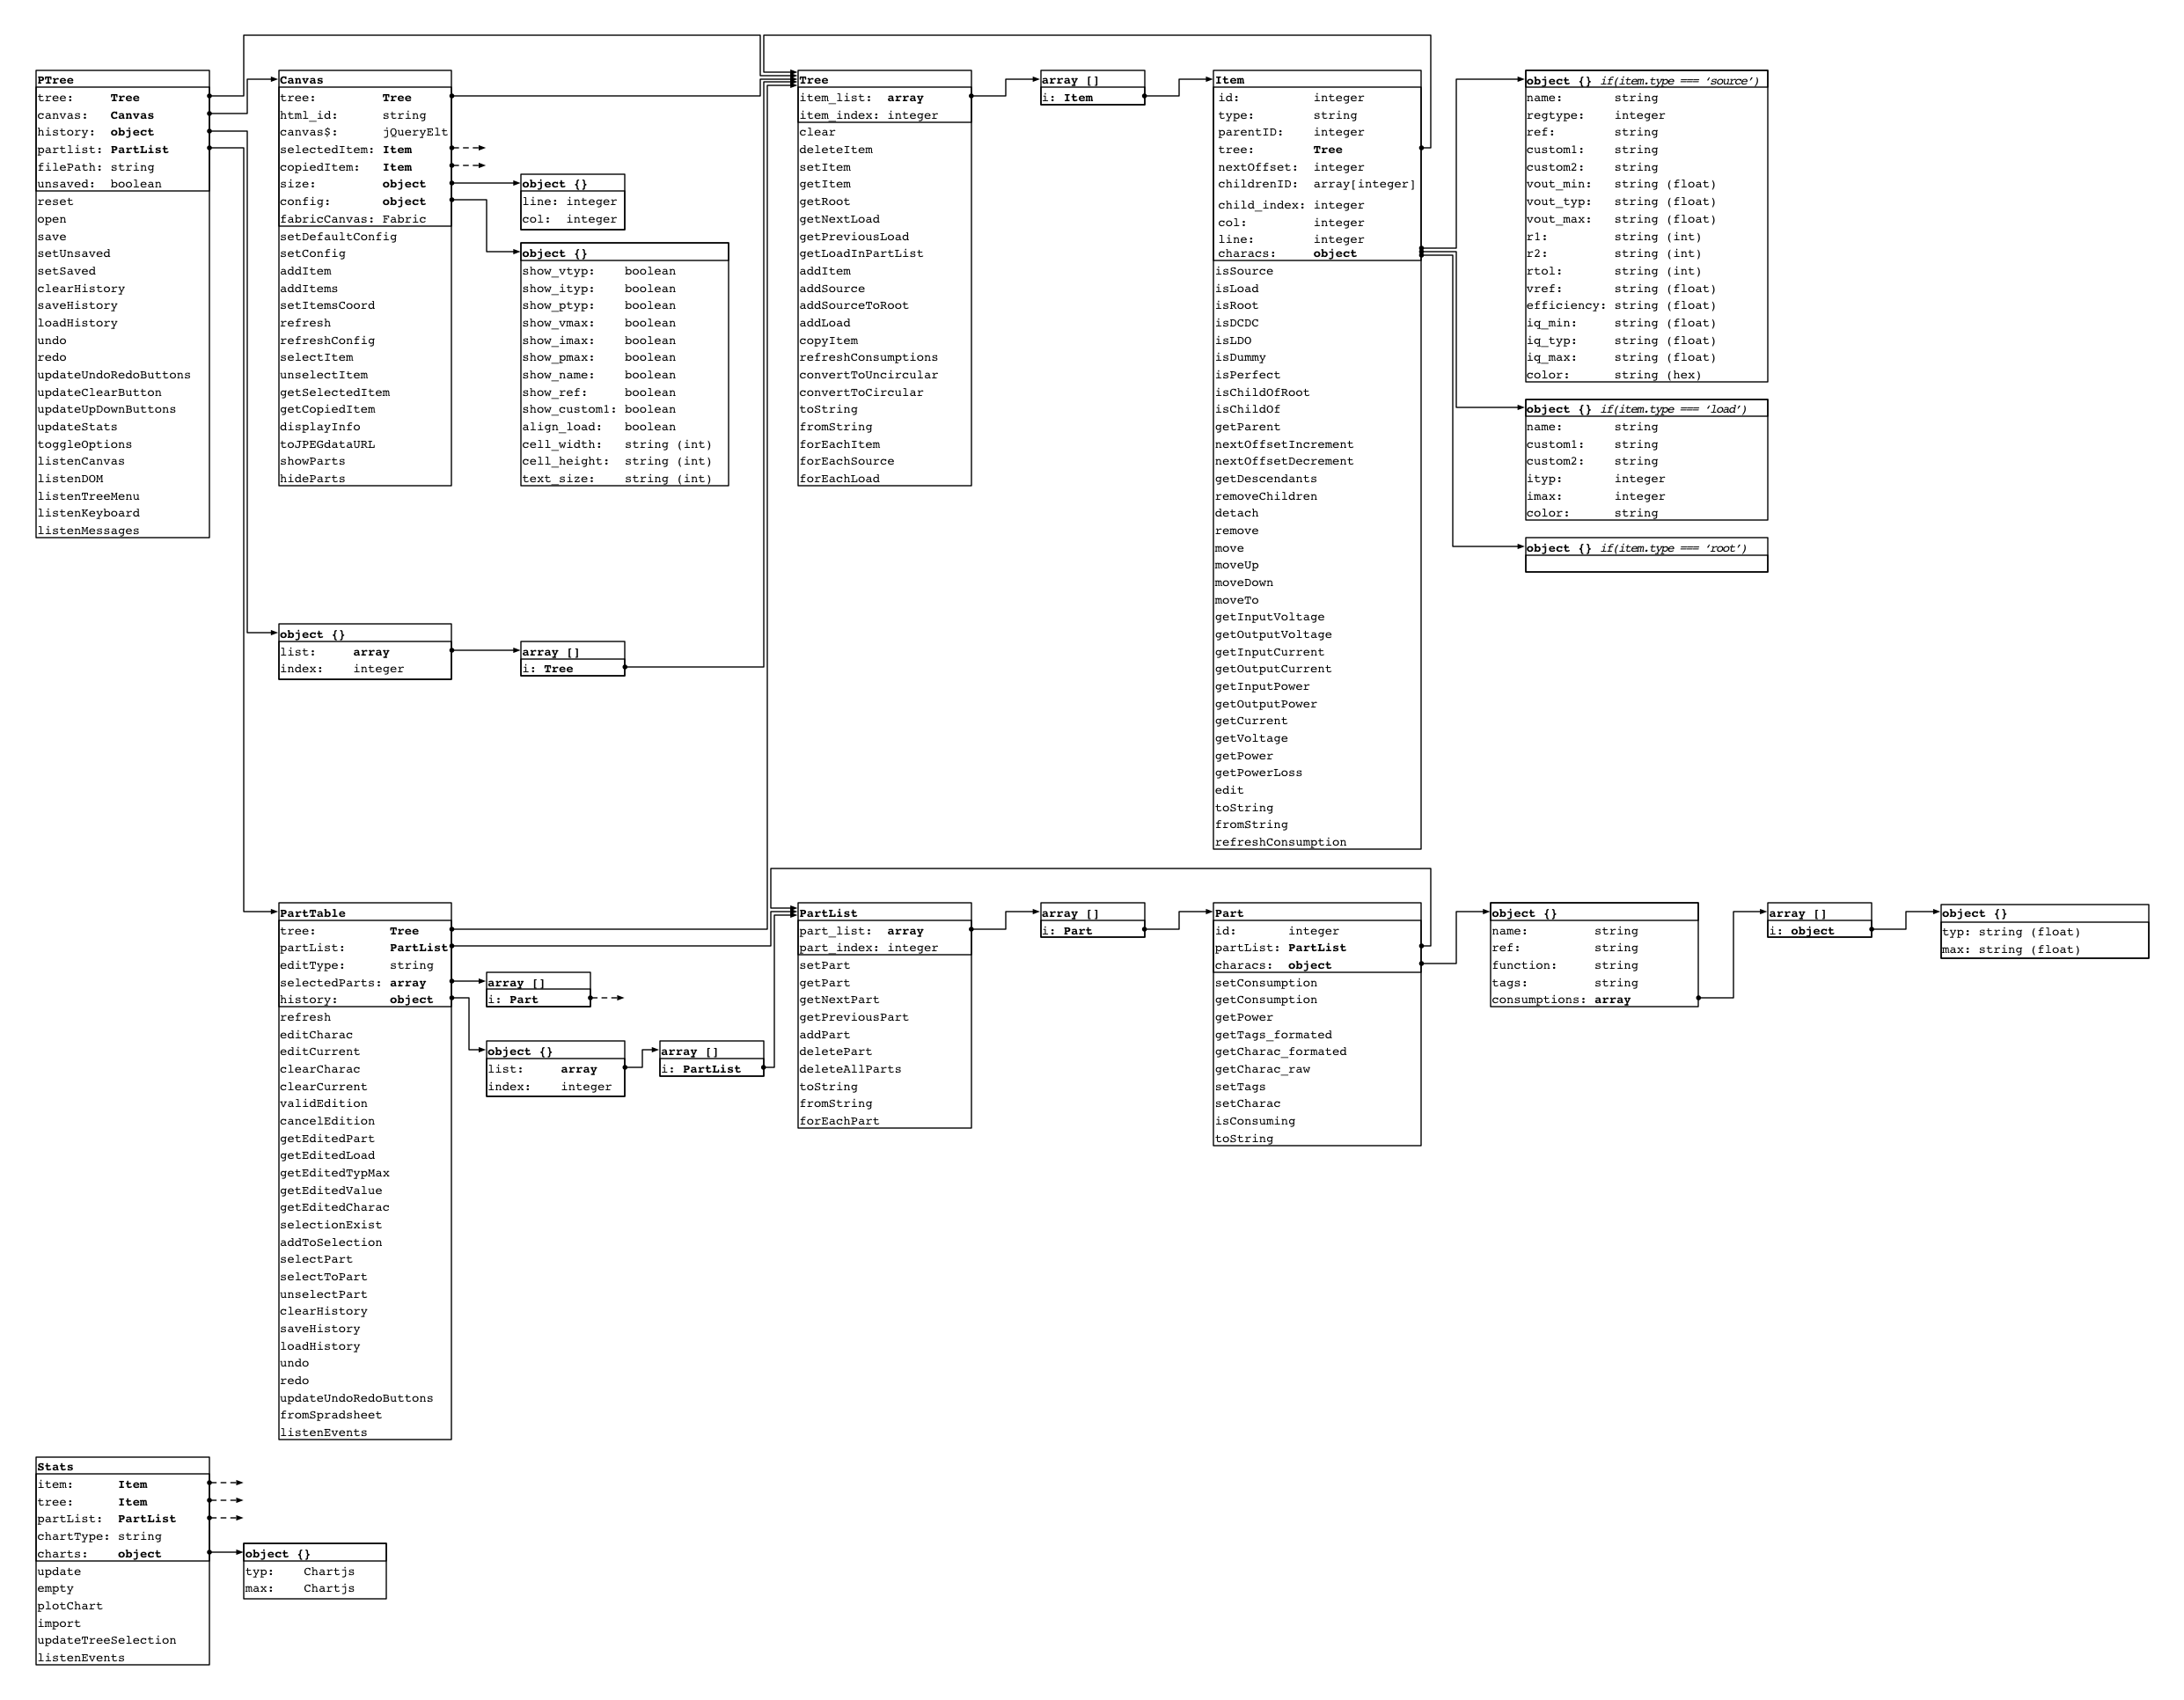 PTree
tree: Tree
canvas: Canvas
history: object
partlist: PartList
filePath: string
unsaved: boolean
reset
open
save
setUnsaved
setSaved
clearHistory
saveHistory
loadHistory
undo
redo
updateUndoRedoButtons
updateClearButton
updateUpDownButtons
updateStats
toggleOptions
listenCanvas
listenDOM
listenTreeMenu
listenKeyboard
listenMessages
Canvas
tree: Tree
html_id: string
canvas$: jQueryElt
selectedItem: Item
copiedItem: Item
size: object
config: object
fabricCanvas: Fabric
setDefaultConfig
setConfig
addItem
addItems
setItemsCoord
refresh
refreshConfig
selectItem
unselectItem
getSelectedItem
getCopiedItem
displayInfo
toJPEGdataURL
showParts
hideParts
object {}
line: integer
col: integer
object {}
show_vtyp: boolean
show_ityp: boolean
show_ptyp: boolean
show_vmax: boolean
show_imax: boolean
show_pmax: boolean
show_name: boolean
show_ref: boolean
show_custom1: boolean
align_load: boolean
cell_width: string (int)
cell_height: string (int)
text_size: string (int)
Tree
item_list: array
item_index: integer
clear
deleteItem
setItem
getItem
getRoot
getNextLoad
getPreviousLoad
getLoadInPartList
addItem
addSource
addSourceToRoot
addLoad
copyItem
refreshConsumptions
convertToUncircular
convertToCircular
toString
fromString
forEachItem
forEachSource
forEachLoad
array []
i: Item
Item
id: integer
type: string
parentID: integer
tree: Tree
nextOffset: integer
childrenID: array[integer]
child_index: integer
col: integer
line: integer
characs: object
isSource
isLoad
isRoot
isDCDC
isLDO
isDummy
isPerfect
isChildOfRoot
isChildOf
getParent
nextOffsetIncrement
nextOffsetDecrement
getDescendants
removeChildren
detach
remove
move
moveUp
moveDown
moveTo
getInputVoltage
getOutputVoltage
getInputCurrent
getOutputCurrent
getInputPower
getOutputPower
getCurrent
getVoltage
getPower
getPowerLoss
edit
toString
fromString
refreshConsumption
object {} if(item.type === ‘source’)
name: string
regtype: integer
ref: string
custom1: string
custom2: string
vout_min: string (float)
vout_typ: string (float)
vout_max: string (float)
r1: string (int)
r2: string (int)
rtol: string (int)
vref: string (float)
efficiency: string (float)
iq_min: string (float)
iq_typ: string (float)
iq_max: string (float)
color: string (hex)
object {} if(item.type === ‘load’)
name: string
custom1: string
custom2: string
ityp: integer
imax: integer
color: string
object {} if(item.type === ‘root’)
object {}
list: array
index: integer
array []
i: Tree
PartTable
tree: Tree
partList: PartList
editType: string
selectedParts: array
history: object
refresh
editCharac
editCurrent
clearCharac
clearCurrent
validEdition
cancelEdition
getEditedPart
getEditedLoad
getEditedTypMax
getEditedValue
getEditedCharac
selectionExist
addToSelection
selectPart
selectToPart
unselectPart
clearHistory
saveHistory
loadHistory
undo
redo
updateUndoRedoButtons
fromSpradsheet
listenEvents
array []
i: Part
object {}
list: array
index: integer
array []
i: PartList
PartList
part_list: array
part_index: integer
setPart
getPart
getNextPart
getPreviousPart
addPart
deletePart
deleteAllParts
toString
fromString
forEachPart
array []
i: Part
Part
id: integer
partList: PartList
characs: object
setConsumption
getConsumption
getPower
getTags_formated
getCharac_formated
getCharac_raw
setTags
setCharac
isConsuming
toString
object {}
name: string
ref: string
function: string
tags: string
consumptions: array
array []
i: object
object {}
typ: string (float)
max: string (float)
Stats
item: Item
tree: Item
partList: PartList
chartType: string
charts: object
update
empty
plotChart
import
updateTreeSelection
listenEvents
object {}
typ: Chartjs
max: Chartjs